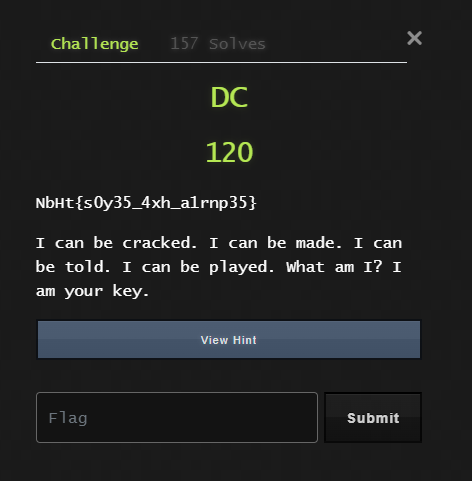 Challenge 157 Solves ×
DC
120
NbHt{s0y35_4xh_a1rnp35}
I can be cracked. I can be made. I can
be told. I can be played. What am I? I
am your key.
View Hint
Flag Submit